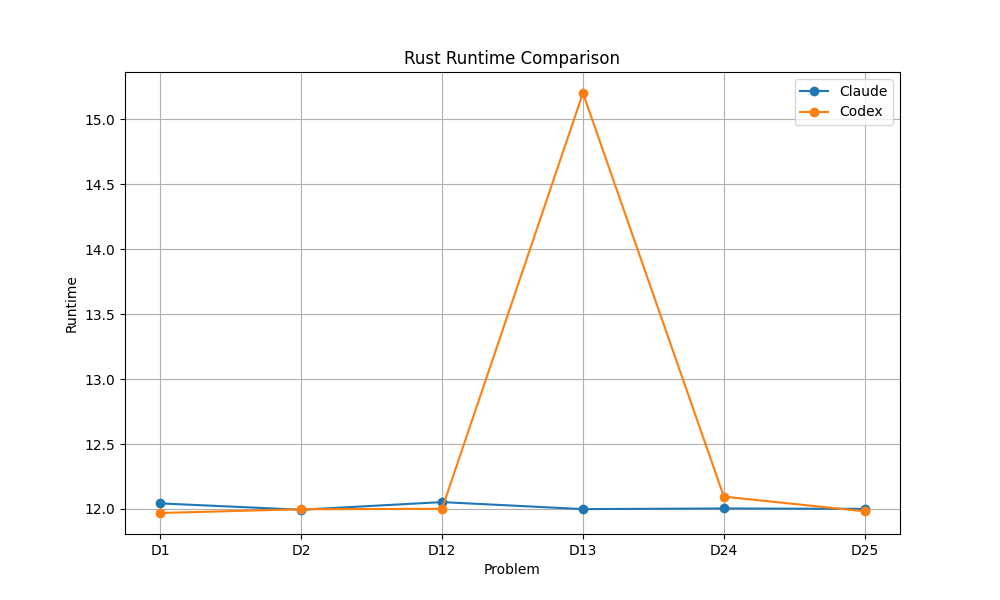 Rust Runtime Comparison
Claude
Codex
15.0
14.5
14.0
13.5
13.0
12.5
12.0
Runtime
D1 D2 D12 D13 D24 D25
Problem